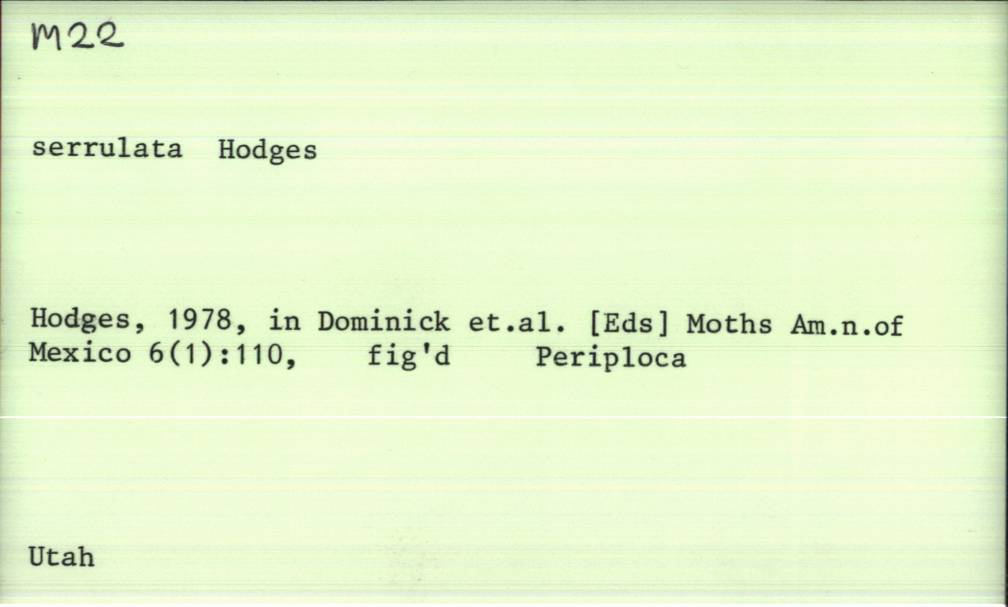 M22
serrulata Hodges
Hodges, 1978, in Dominick et.al. [Eds] Moths Am.n.of
Mexico 6(1):110, fig'd Periploca
Utah